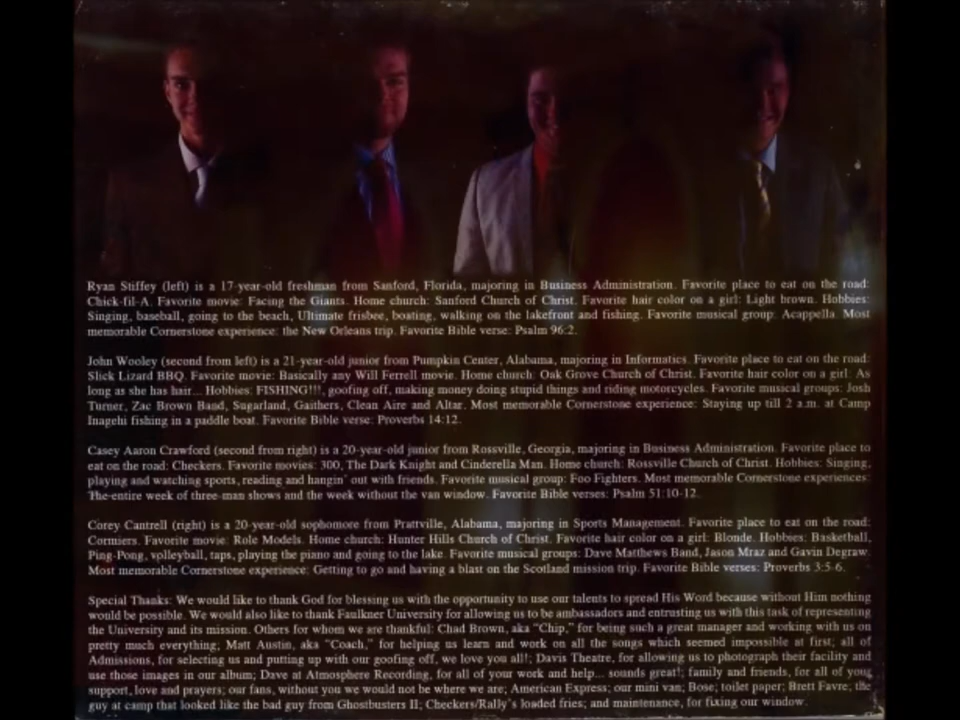 Ryan Stiffey (left) is a 17-year-old freshman from Sanford, Florida, majoring in Business Administration. Favorite place to eat on the road:
Chick-fil-A. Favorite movie: Facing the Giants. Home church: Sanford Church of Christ. Favorite hair color on a girl: Light brown. Hobbies:
Singing, baseball, going to the beach, Ultimate frisbee, boating, walking on the lakefront and fishing. Favorite musical group: Acappella. Most
memorable Cornerstone experience: the New Orleans trip. Favorite Bible verse: Psalm 96:2.
John Wooley (second from left) is a 21-year-old junior from Pumpkin Center, Alabama, majoring in Informatics. Favorite place to eat on the road:
Slick Lizard BBQ. Favorite movie: Basically any Will Ferrell movie. Home church: Oak Grove Church of Christ. Favorite hair color on a girl: As
long as she has hair... Hobbies: FISHING!!!, goofing off, making money doing stupid things and riding motorcycles. Favorite musical groups: Josh
Turner, Zac Brown Band, Sugarland, Gaithers, Clean Aire and Altar. Most memorable Cornerstone experience: Staying up till 2 a.m. at Camp
Inagehi fishing in a paddle boat. Favorite Bible verse: Proverbs 14:12.
Casey Aaron Crawford (second from right) is a 20-year-old junior from Rossville, Georgia, majoring in Business Administration. Favorite place to
eat on the road: Checkers. Favorite movies: 300, The Dark Knight and Cinderella Man. Home church: Rossville Church of Christ. Hobbies: Singing,
playing and watching sports, reading and hangin' out with friends. Favorite musical group: Foo Fighters. Most memorable Cornerstone experiences:
The entire week of three-man shows and the week without the van window. Favorite Bible verses: Psalm 51:10-12.
Corey Cantrell (right) is a 20-year-old sophomore from Prattville, Alabama, majoring in Sports Management. Favorite place to eat on the road:
Cormiers. Favorite movie: Role Models. Home church: Hunter Hills Church of Christ. Favorite hair color on a girl: Blonde. Hobbies: Basketball,
Ping-Pong, volleyball, taps, playing the piano and going to the lake. Favorite musical groups: Dave Matthews Band, Jason Mraz and Gavin Degraw.
Most memorable Cornerstone experience: Getting to go and having a blast on the Scotland mission trip. Favorite Bible verses: Proverbs 3:5-6.
Special Thanks: We would like to thank God for blessing us with the opportunity to use our talents to spread His Word because without Him nothing
would be possible. We would also like to thank Faulkner University for allowing us to be ambassadors and entrusting us with this task of representing
the University and its mission. Others for whom we are thankful: Chad Brown, aka "Chip," for being such a great manager and working with us on
pretty much everything; Matt Austin, aka "Coach," for helping us learn and work on all the songs which seemed impossible at first; all of
Admissions, for selecting us and putting up with our goofing off, we love you all!; Davis Theatre, for allowing us to photograph their facility and
use those images in our album; Dave at Atmosphere Recording, for all of your work and help... sounds great!; family and friends, for all of your
support, love and prayers; our fans, without you we would not be where we are; American Express; our mini van; Bose; toilet paper; Brett Favre; the
guy at camp that looked like the bad guy from Ghostbusters II; Checkers/Rally's loaded fries; and maintenance, for fixing our window.